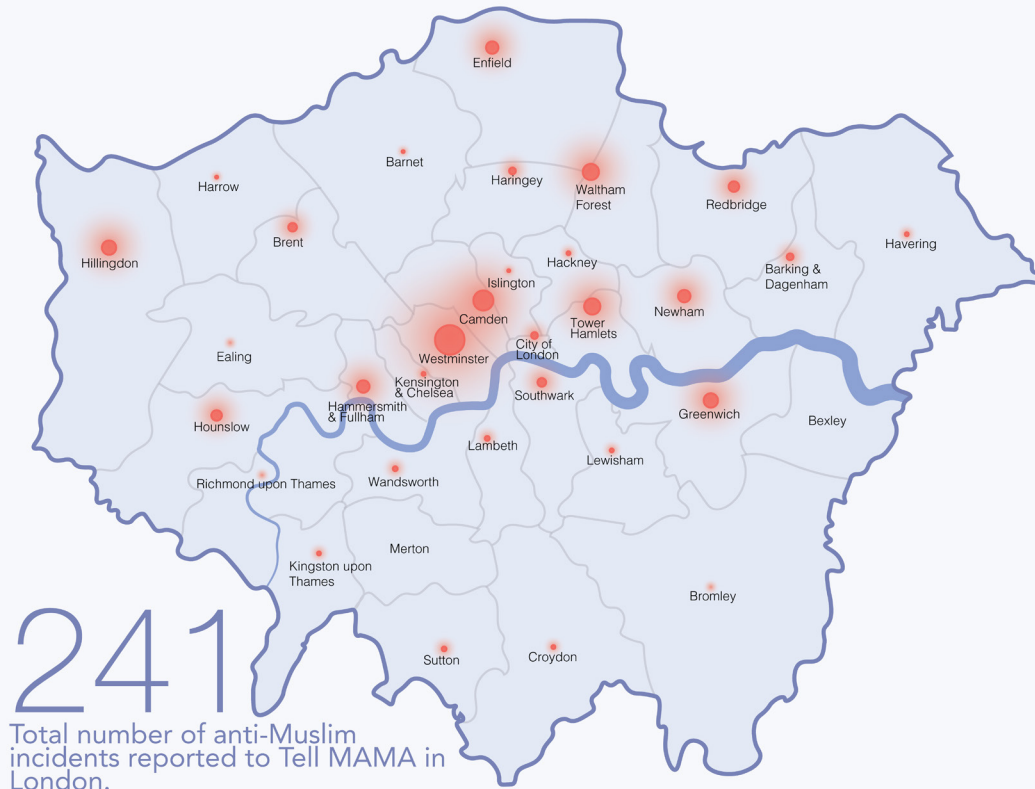 Enfield
Barnet
Haringey
Waltham
Forest
Harrow
Redbridge
Brent
Havering
Hillingdon
Hackney
Barking &
Dagenham
Islington
Camden
Tower
Hamlets
Newham
City of
London
Ealing
Westminster
Kensington
& Chelsea
Southwark
Hammersmith
& Fullham
Greenwich
Hounslow
Bexley
Lambeth
Lewisham
Richmond upon Thames
Wandsworth
Merton
Kingston upon
Thames
Bromley
Sutton
Croydon
241
Total number of anti-Muslim
incidents reported to Tell MAMA in
London.